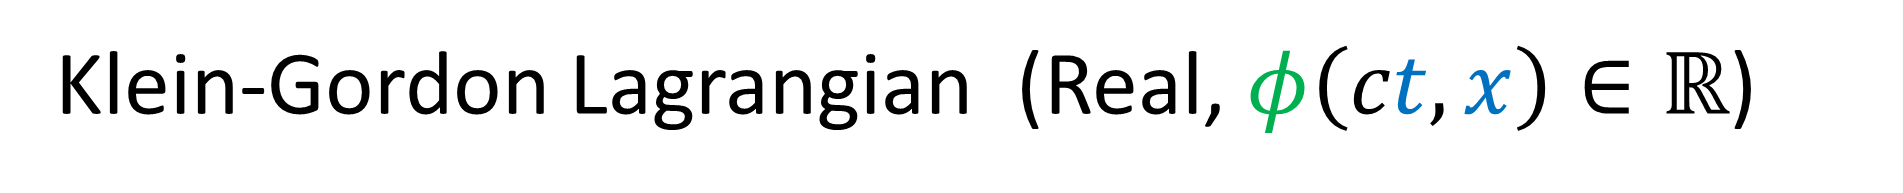 Klein-Gordon Lagrangian (Real, ϕ(ct, x) ∈ ℝ)